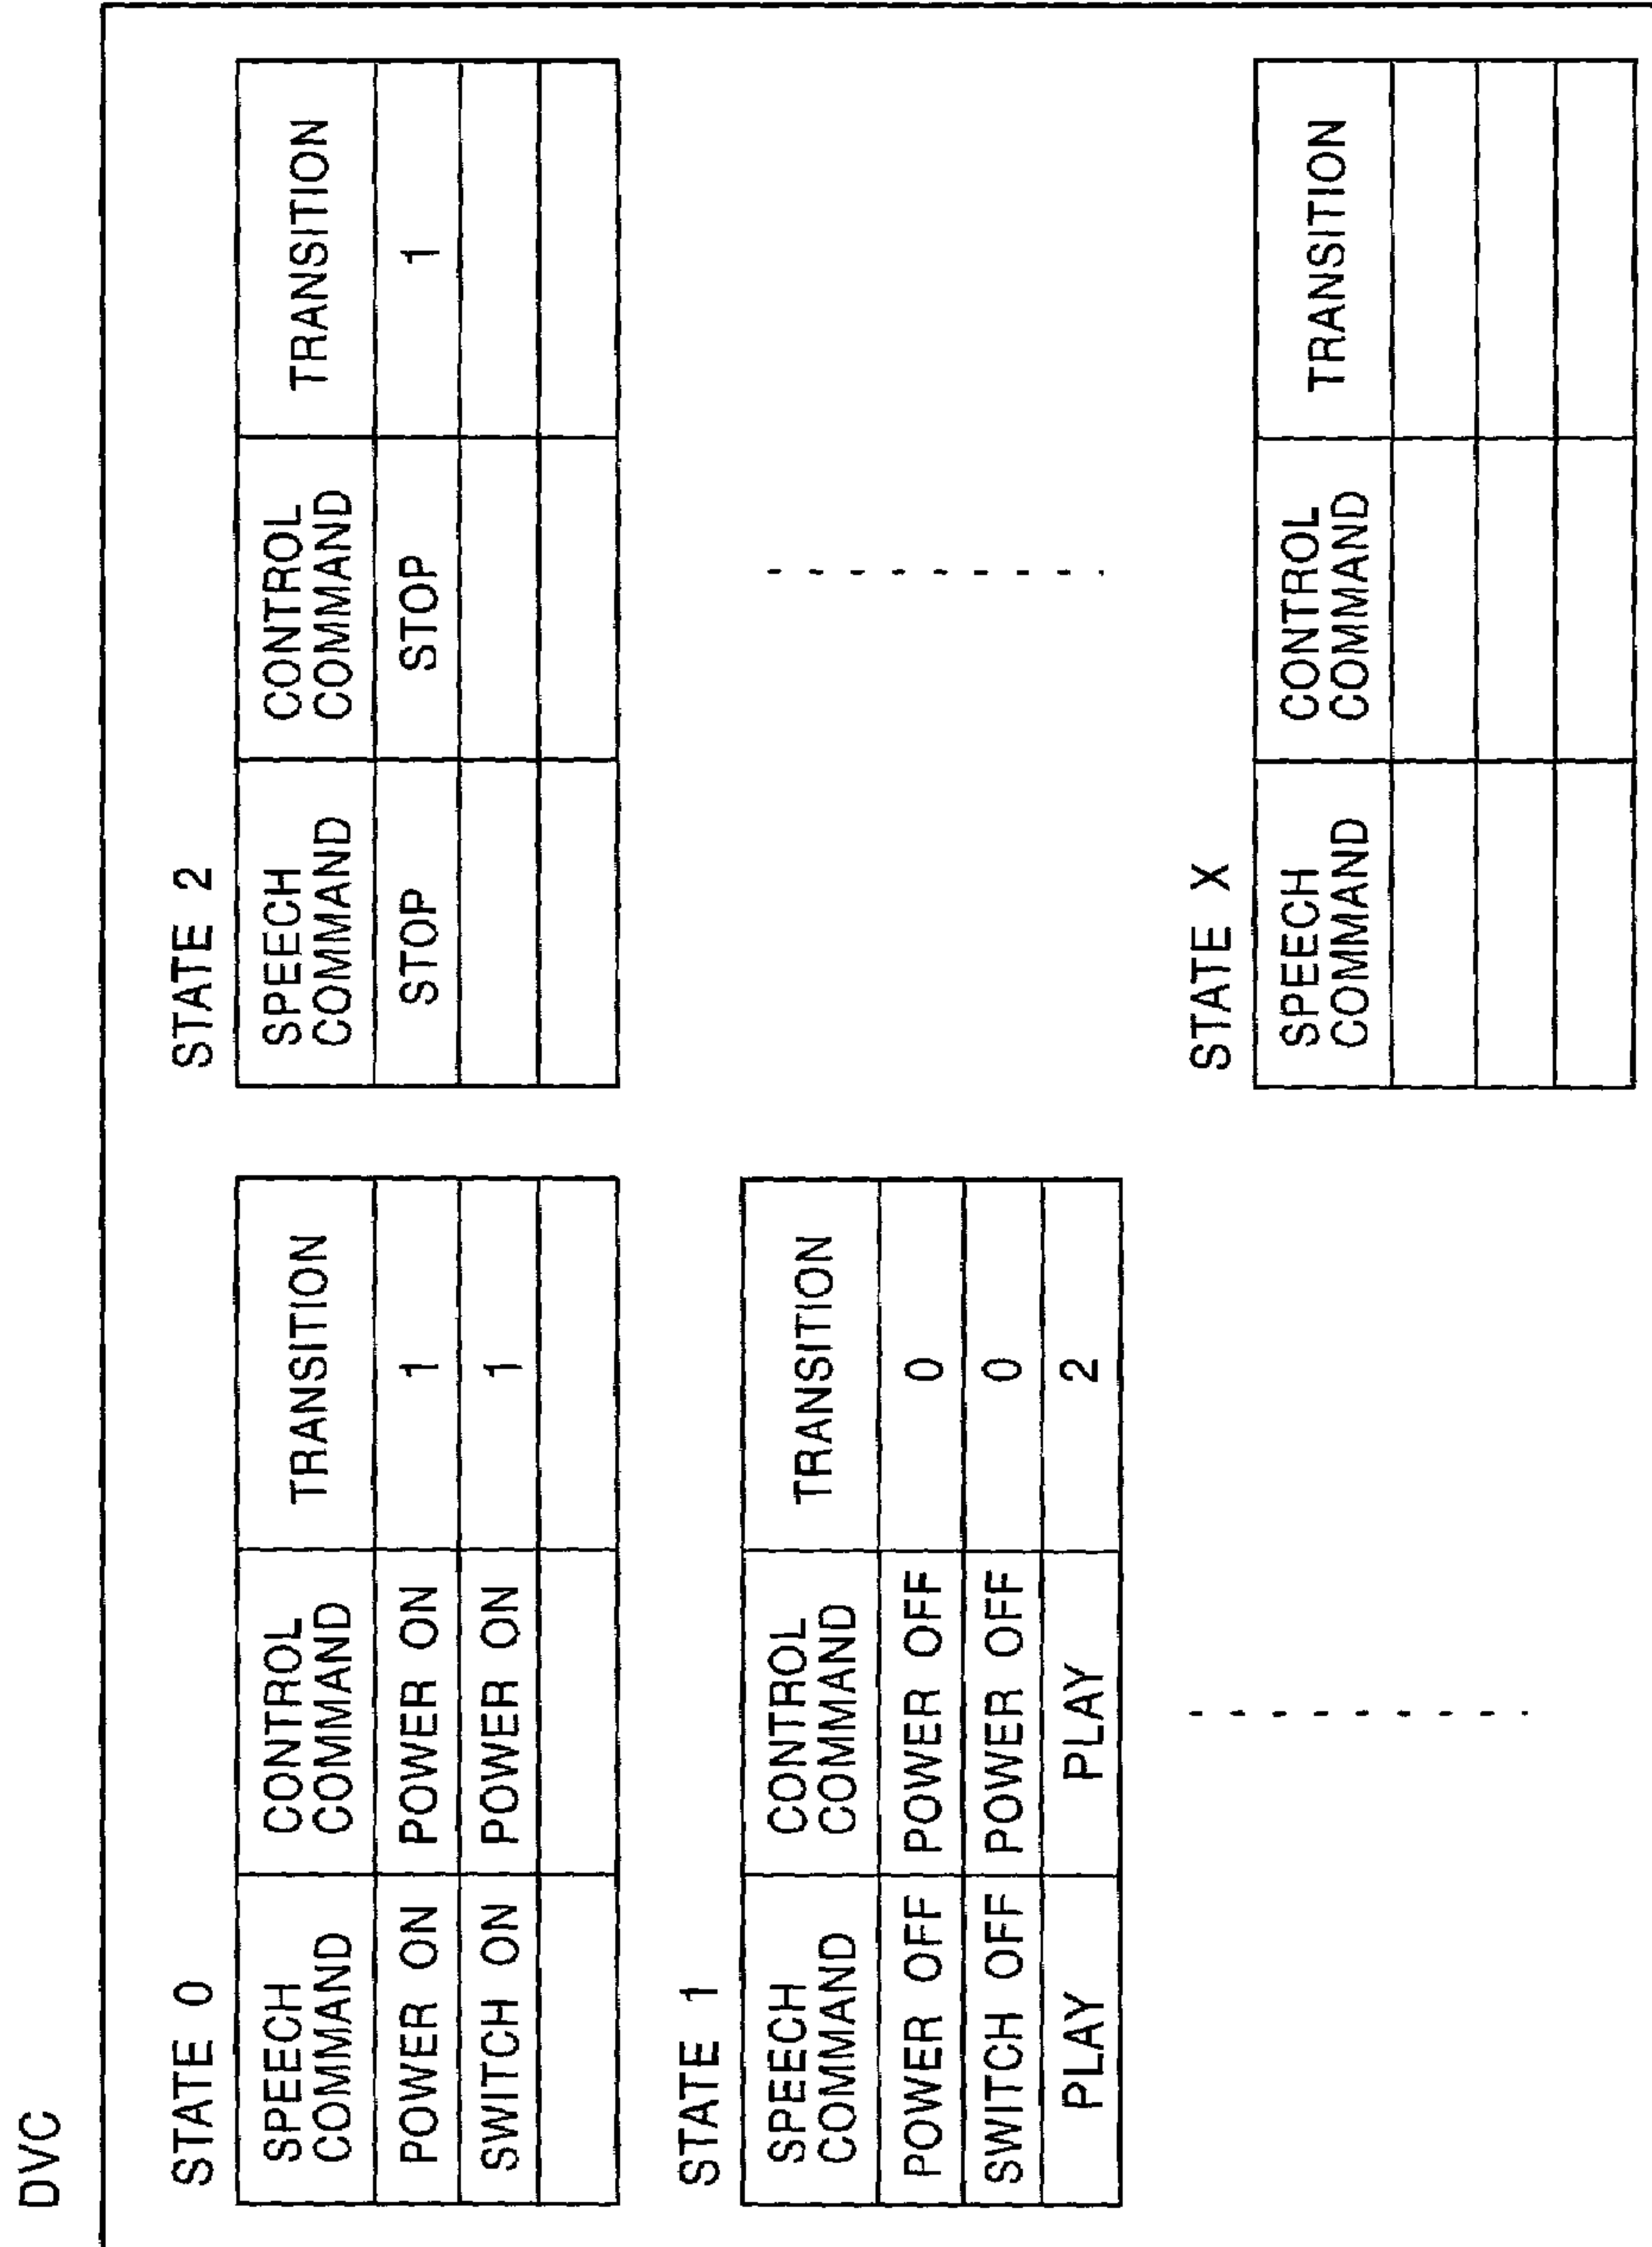 DVC
STATE 0
SPEECH COMMAND CONTROL COMMAND TRANSITION
POWER ON POWER ON 1
SWITCH ON POWER ON 1
STATE 1
SPEECH COMMAND CONTROL COMMAND TRANSITION
POWER OFF POWER OFF 0
SWITCH OFF POWER OFF 0
PLAY PLAY 2
STATE 2
SPEECH COMMAND CONTROL COMMAND TRANSITION
STOP STOP 1
STATE X
SPEECH COMMAND CONTROL COMMAND TRANSITION